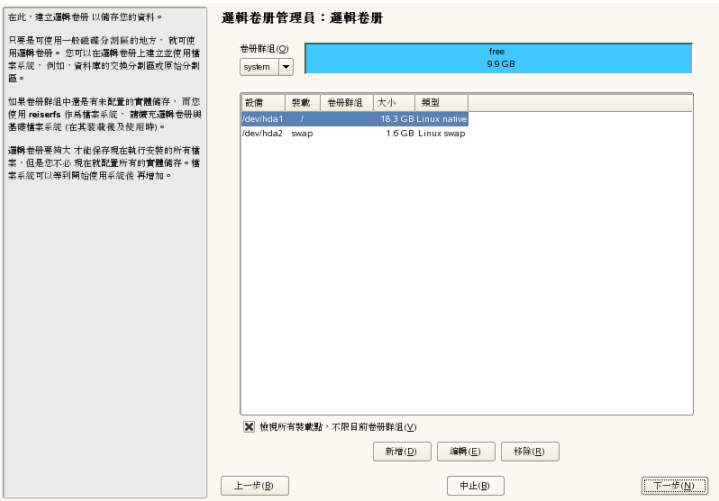 在此，建立邏輯卷册 以儲存您的資料。
只要是可使用一般磁碟分割區的地方， 就可使
用邏輯卷册。 您可以在邏輯卷册上建立並使用檔
案系統， 例如，資料庫的交換分割區或原始分割
區。
如果卷册群組中還是有未配置的實體儲存， 而您
使用 reiserfs 作為檔案系統， 請擴充邏輯卷册與
基礎檔案系統 (在其裝載後及使用時)。
邏輯卷册要夠大 才能保存現在執行安裝的所有檔
案，但是您不必 現在就配置所有的實體儲存。檔
案系統可以等到開始使用系統後 再增加。
邏輯卷册管理員：邏輯卷册
卷册群組(O)
system
free
9.9 GB
設備 裝載 卷册群組 大小 類型
/dev/hda1 / 18.3 GB Linux native
/dev/hda2 swap 1.6 GB Linux swap
檢視所有裝載點，不限目前卷册群組(V)
新增(D) 編輯(E) 移除(R)
上一步(B) 中止(B) 下一步(N)